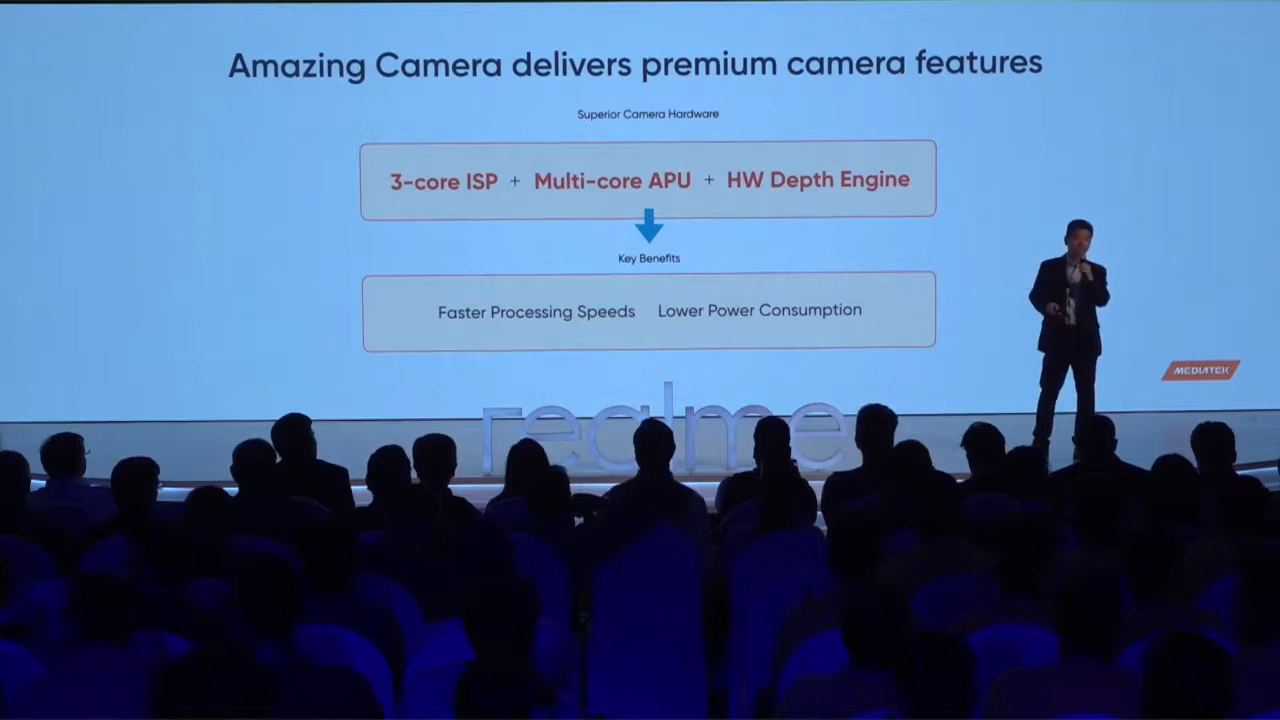 Amazing Camera delivers premium camera features
Superior Camera Hardware
3-core ISP + Multi-core APU + HW Depth Engine
Key Benefits
Faster Processing Speeds Lower Power Consumption
MEDIATEK
realme